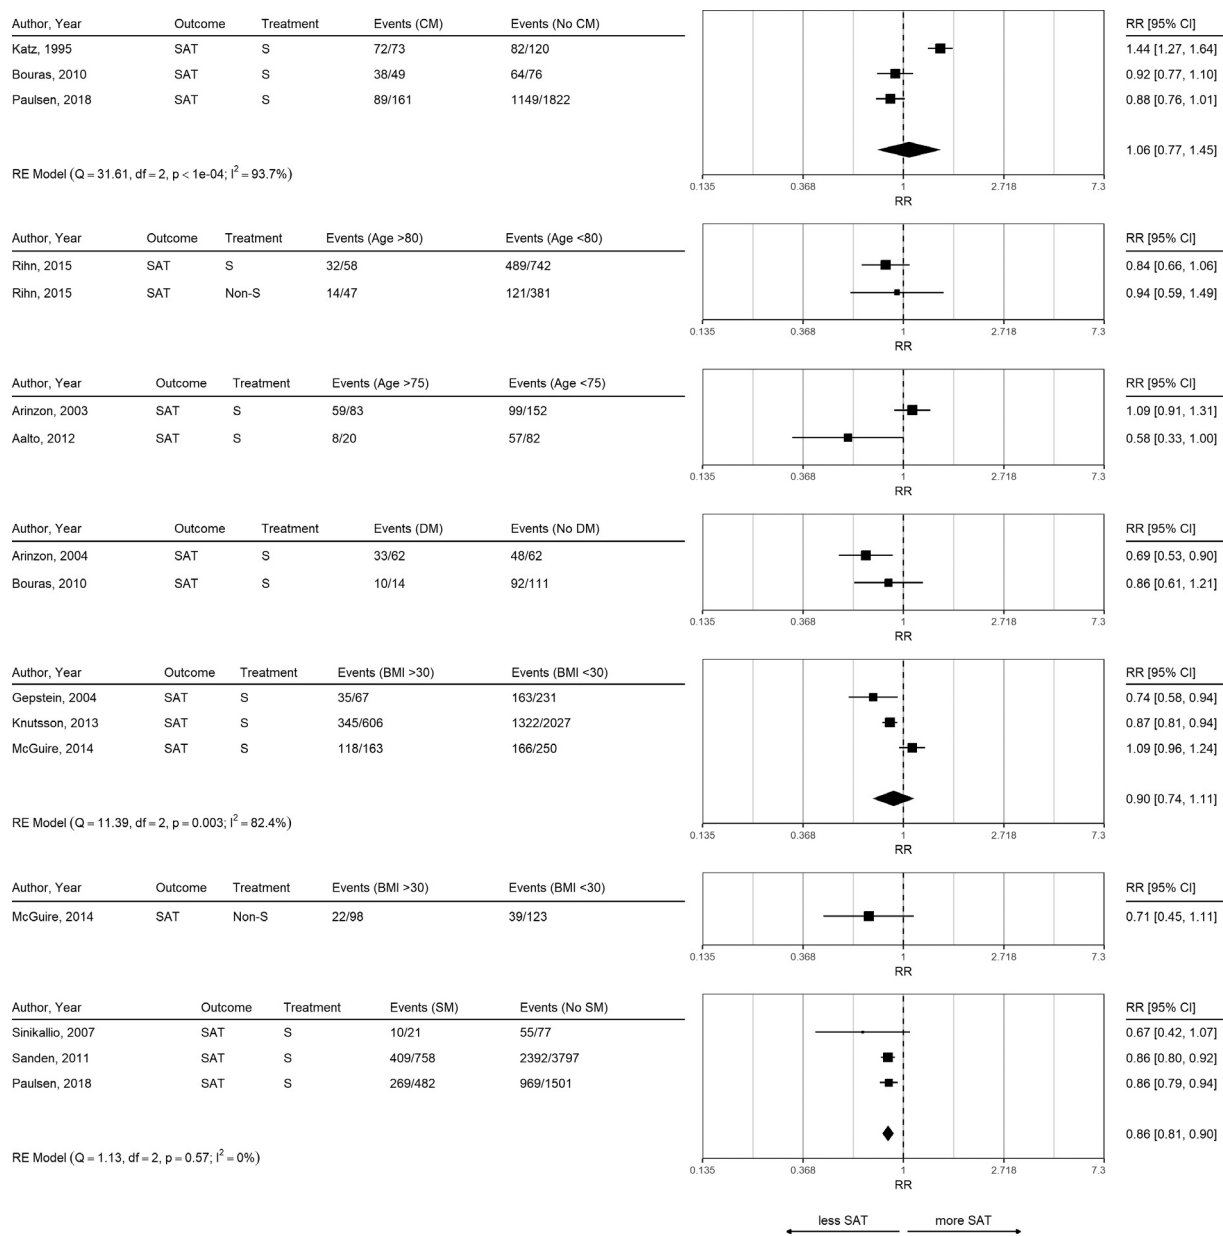 Author, Year Outcome Treatment Events (CM) Events (No CM) RR [95% CI]
Katz, 1995 SAT S 72/73 82/120 1.44 [1.27, 1.64]
Bouras, 2010 SAT S 38/49 64/76 0.92 [0.77, 1.10]
Paulsen, 2018 SAT S 89/161 1149/1822 0.88 [0.76, 1.01]
1.06 [0.77, 1.45]
RE Model (Q = 31.61, df = 2, p < 1e-04; I² = 93.7%)
0.135 0.368 1 2.718 7.3
RR
Author, Year Outcome Treatment Events (Age >80) Events (Age <80) RR [95% CI]
Rihn, 2015 SAT S 32/58 489/742 0.84 [0.66, 1.06]
Rihn, 2015 SAT Non-S 14/47 121/381 0.94 [0.59, 1.49]
0.135 0.368 1 2.718 7.3
RR
Author, Year Outcome Treatment Events (Age >75) Events (Age <75) RR [95% CI]
Arinzon, 2003 SAT S 59/83 99/152 1.09 [0.91, 1.31]
Aalto, 2012 SAT S 8/20 57/82 0.58 [0.33, 1.00]
0.135 0.368 1 2.718 7.3
RR
Author, Year Outcome Treatment Events (DM) Events (No DM) RR [95% CI]
Arinzon, 2004 SAT S 33/62 48/62 0.69 [0.53, 0.90]
Bouras, 2010 SAT S 10/14 92/111 0.86 [0.61, 1.21]
0.135 0.368 1 2.718 7.3
RR
Author, Year Outcome Treatment Events (BMI >30) Events (BMI <30) RR [95% CI]
Gepstein, 2004 SAT S 35/67 163/231 0.74 [0.58, 0.94]
Knutsson, 2013 SAT S 345/606 1322/2027 0.87 [0.81, 0.94]
McGuire, 2014 SAT S 118/163 166/250 1.09 [0.96, 1.24]
0.90 [0.74, 1.11]
RE Model (Q = 11.39, df = 2, p = 0.003; I² = 82.4%)
0.135 0.368 1 2.718 7.3
RR
Author, Year Outcome Treatment Events (BMI >30) Events (BMI <30) RR [95% CI]
McGuire, 2014 SAT Non-S 22/98 39/123 0.71 [0.45, 1.11]
0.135 0.368 1 2.718 7.3
RR
Author, Year Outcome Treatment Events (SM) Events (No SM) RR [95% CI]
Sinikallio, 2007 SAT S 10/21 55/77 0.67 [0.42, 1.07]
Sanden, 2011 SAT S 409/758 2392/3797 0.86 [0.80, 0.92]
Paulsen, 2018 SAT S 269/482 969/1501 0.86 [0.79, 0.94]
0.86 [0.81, 0.90]
RE Model (Q = 1.13, df = 2, p = 0.57; I² = 0%)
0.135 0.368 1 2.718 7.3
RR
less SAT more SAT